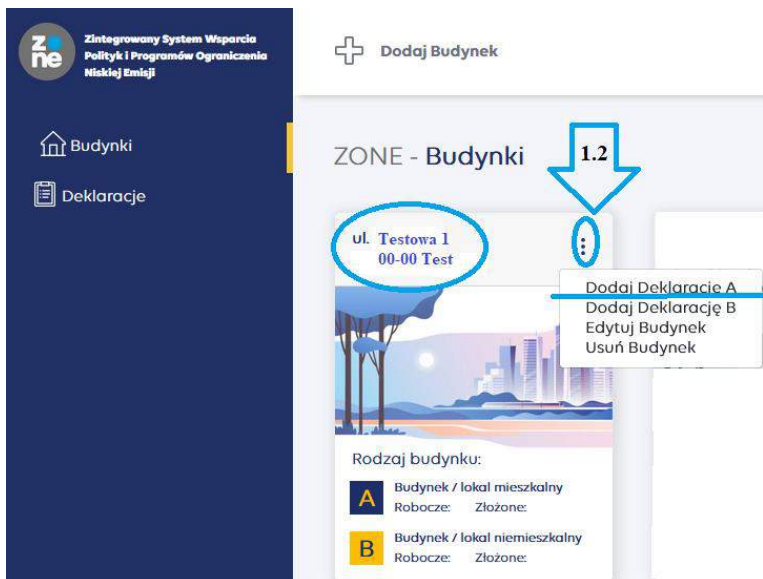 zone
Zintegrowany System Wsparcia
Polityk i Programów Ograniczenia
Niskiej Emisji
Dodaj Budynek
Budynki
Deklaracje
ZONE - Budynki
1.2
ul. Testowa 1
00-00 Test
Dodaj Deklarację A
Dodaj Deklarację B
Edytuj Budynek
Usuń Budynek
Rodzaj budynku:
A
Budynek / lokal mieszkalny
Robocze: Złożone:
B
Budynek / lokal niemieszkalny
Robocze: Złożone: